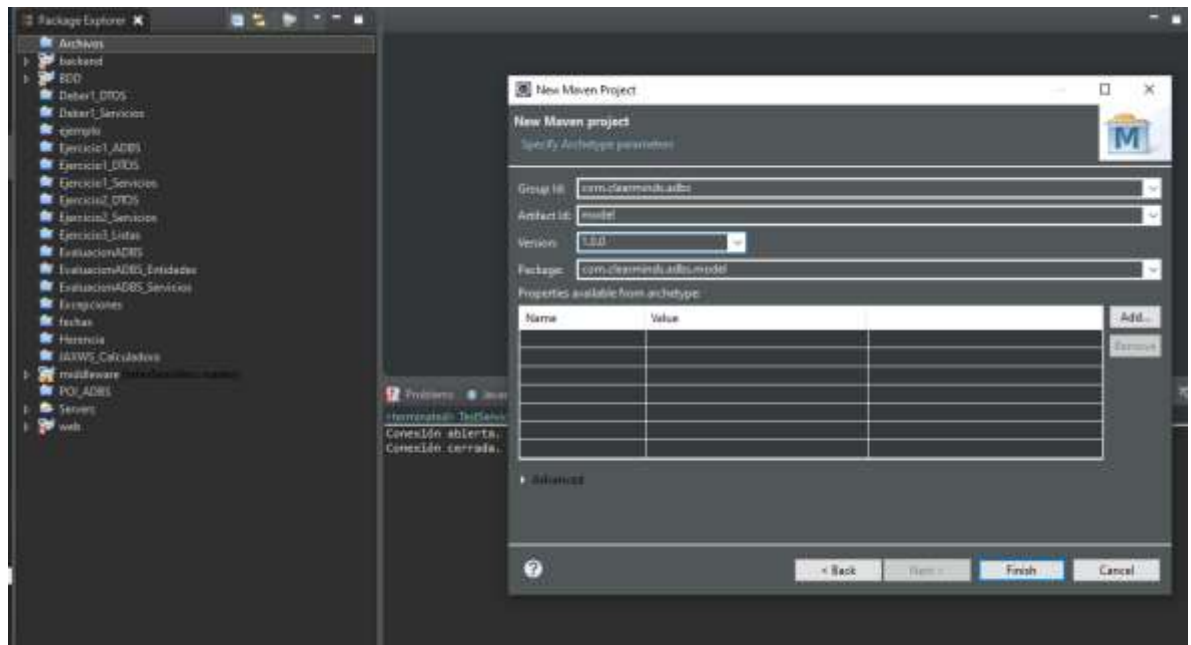 Package Explorer
Archivos
backend
BDD
Deber1_DTOS
Deber1_Servicios
ejemplo
Ejercicio1_ADBS
Ejercicio1_DTOS
Ejercicio1_Servicios
Ejercicio2_DTOS
Ejercicio2_Servicios
Ejercicio3_Listas
EvaluacionADBS
EvaluacionADBS_Entidades
EvaluacionADBS_Servicios
Excepciones
fechas
Herencia
JAXWS_Calculadora
middleware
POI_ADBS
Servers
web
New Maven Project
New Maven project
Specify Archetype parameters
Group Id: com.clearminds.adbs
Artifact Id: model
Version: 1.0.0
Package: com.clearminds.adbs.model
Properties available from archetype:
Name Value
Add...
Remove
Advanced
? < Back Next > Finish Cancel
Problems
<terminated>
Conexión abierta.
Conexión cerrada.